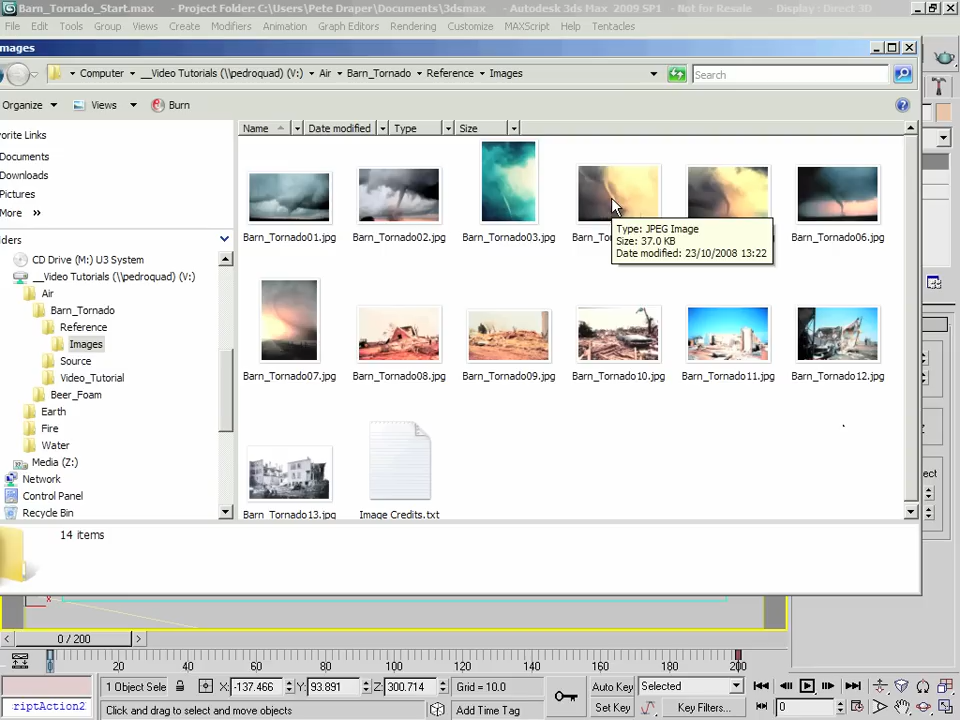 Barn_Tornado_Start.max - Project Folder: C:\Users\Pete Draper\Documents\3dsmax - Autodesk 3ds Max 2009 SP1 - Not for Resale - Display : Direct 3D
File Edit Tools Group Views Create Modifiers Animation Graph Editors Rendering Customize MAXScript Help Tentacles
mages
Computer __Video Tutorials (\\pedroquad) (V:) Air Barn_Tornado Reference Images Search
Organize Views Burn
vorite Links
Documents
Downloads
Pictures
More »
lders
CD Drive (M:) U3 System
__Video Tutorials (\\pedroquad) (V:)
Air
Barn_Tornado
Reference
Images
Source
Video_Tutorial
Beer_Foam
Earth
Fire
Water
Media (Z:)
Network
Control Panel
Recycle Bin
Name Date modified Type Size
Barn_Tornado01.jpg Barn_Tornado02.jpg Barn_Tornado03.jpg Barn_To Barn_Tornado06.jpg
Type: JPEG Image
Size: 37.0 KB
Date modified: 23/10/2008 13:22
Barn_Tornado07.jpg Barn_Tornado08.jpg Barn_Tornado09.jpg Barn_Tornado10.jpg Barn_Tornado11.jpg Barn_Tornado12.jpg
Barn_Tornado13.jpg Image Credits.txt
14 items
ect
x
0 / 200
20 40 60 80 100 120 140 160 180 200
1 Object Sele X: -137.466 Y: 93.891 Z: 300.714 Grid = 10.0 Auto Key Selected
riptAction2 Click and drag to select and move objects Add Time Tag Set Key Key Filters... 0